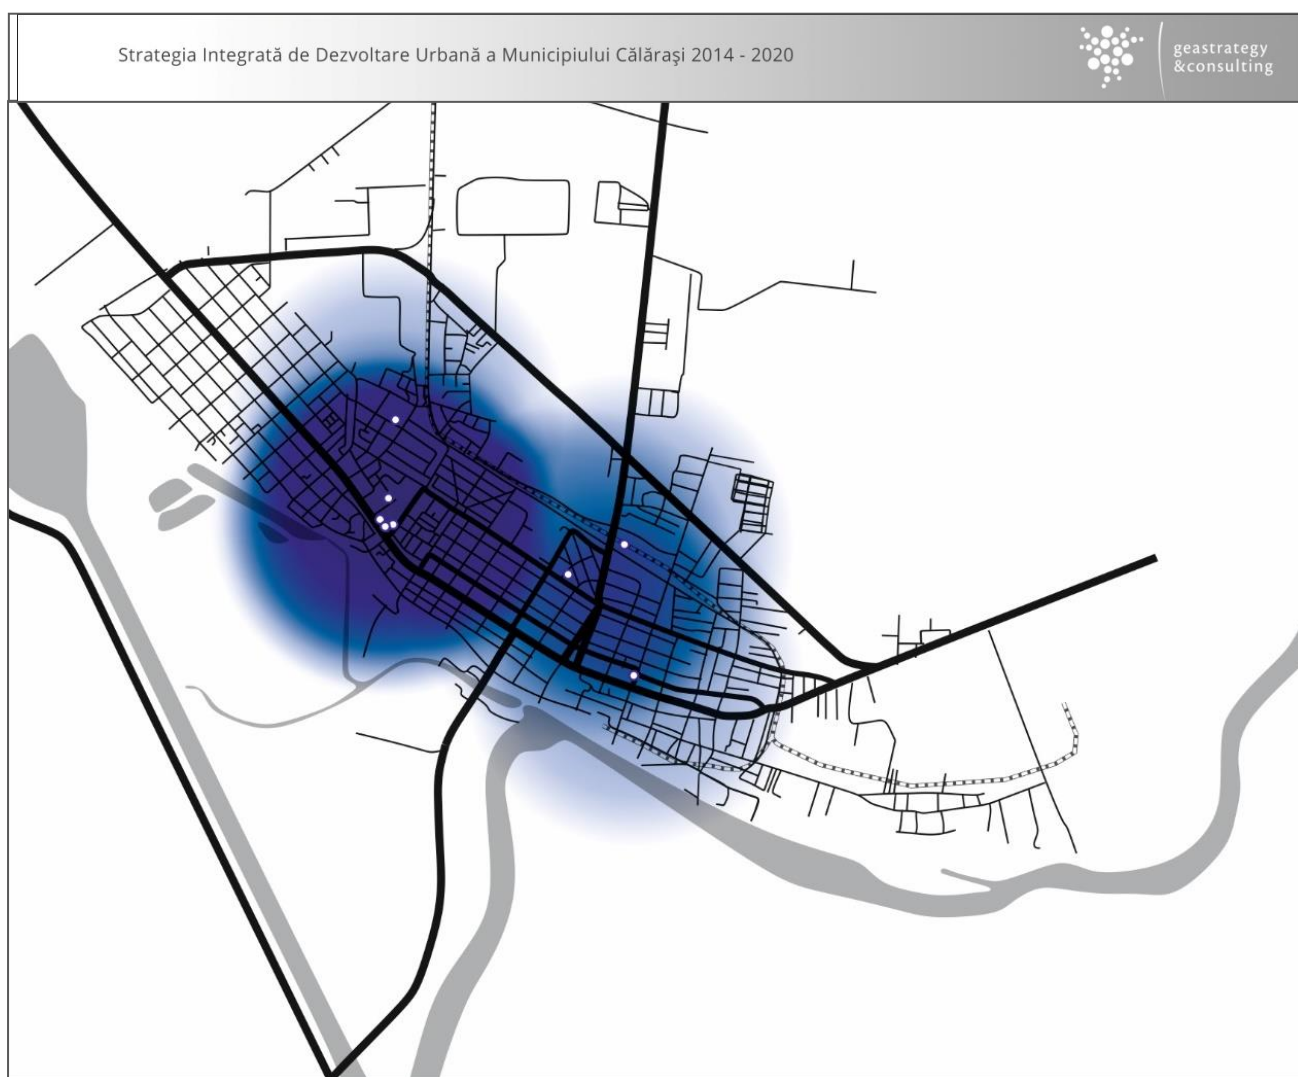 Strategia Integrată de Dezvoltare Urbană a Municipiului Călăraşi 2014 - 2020
geastrategy
&consulting